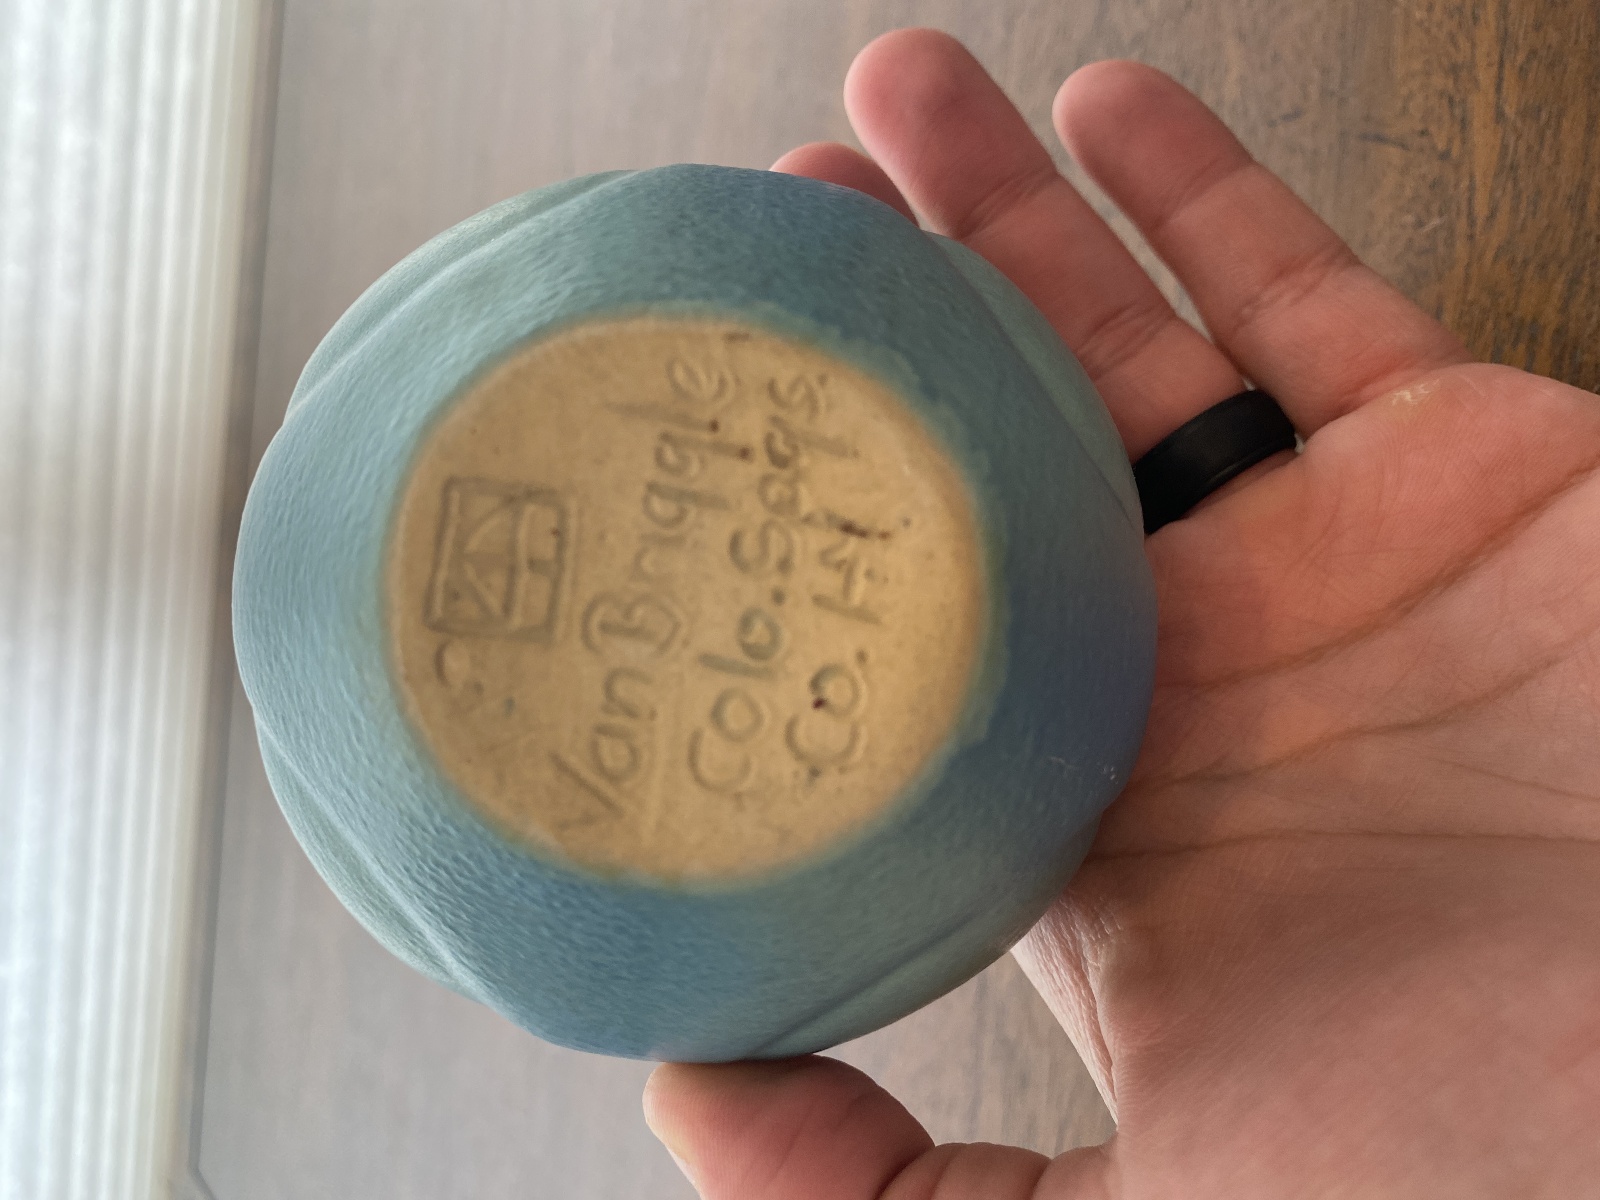 Van Briggle
Colo. Spgs.
Co.